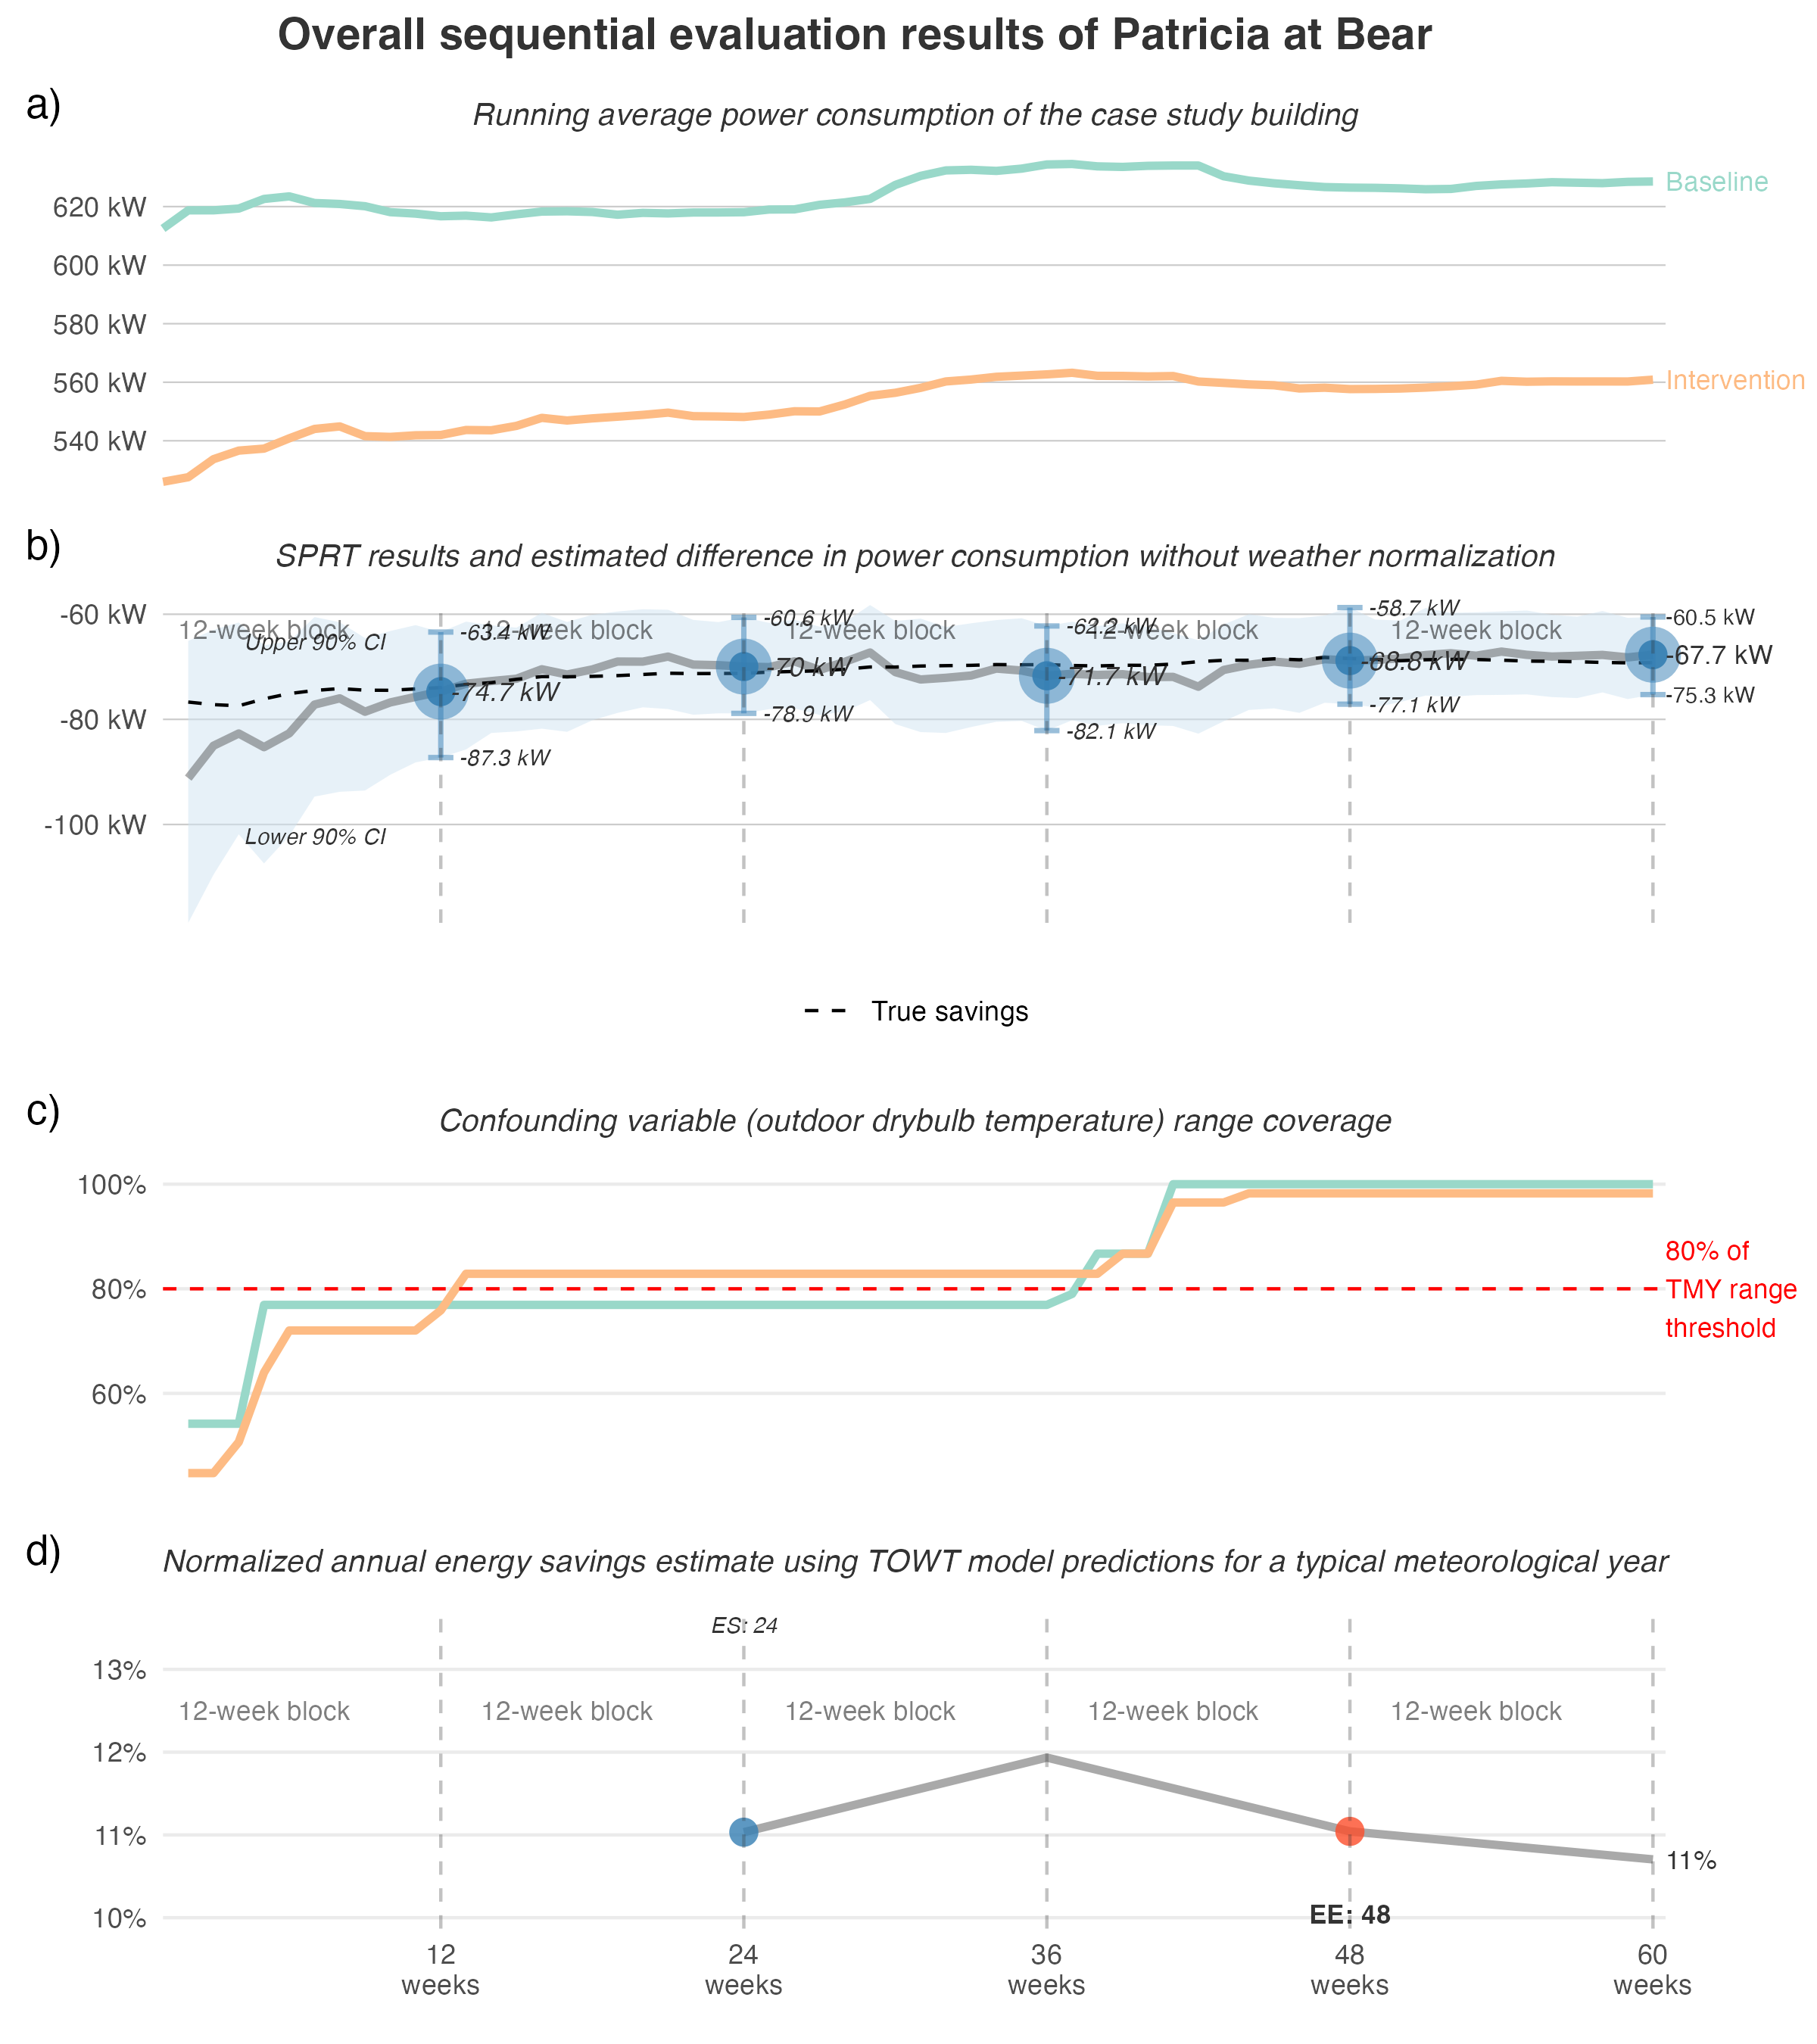 Overall sequential evaluation results of Patricia at Bear
a)
Running average power consumption of the case study building
620 kW
600 kW
580 kW
560 kW
540 kW
Baseline
Intervention
b)
SPRT results and estimated difference in power consumption without weather normalization
-60 kW
-80 kW
-100 kW
12-week block
12-week block
12-week block
12-week block
12-week block
Upper 90% CI
Lower 90% CI
-63.4 kW
-74.7 kW
-87.3 kW
-60.6 kW
-70 kW
-78.9 kW
-62.2 kW
-71.7 kW
-82.1 kW
-58.7 kW
-68.8 kW
-77.1 kW
-60.5 kW
-67.7 kW
-75.3 kW
True savings
c)
Confounding variable (outdoor drybulb temperature) range coverage
100%
80%
60%
80% of
TMY range
threshold
d)
Normalized annual energy savings estimate using TOWT model predictions for a typical meteorological year
ES: 24
13%
12-week block
12-week block
12-week block
12-week block
12-week block
12%
11%
11%
10%
EE: 48
12
weeks
24
weeks
36
weeks
48
weeks
60
weeks